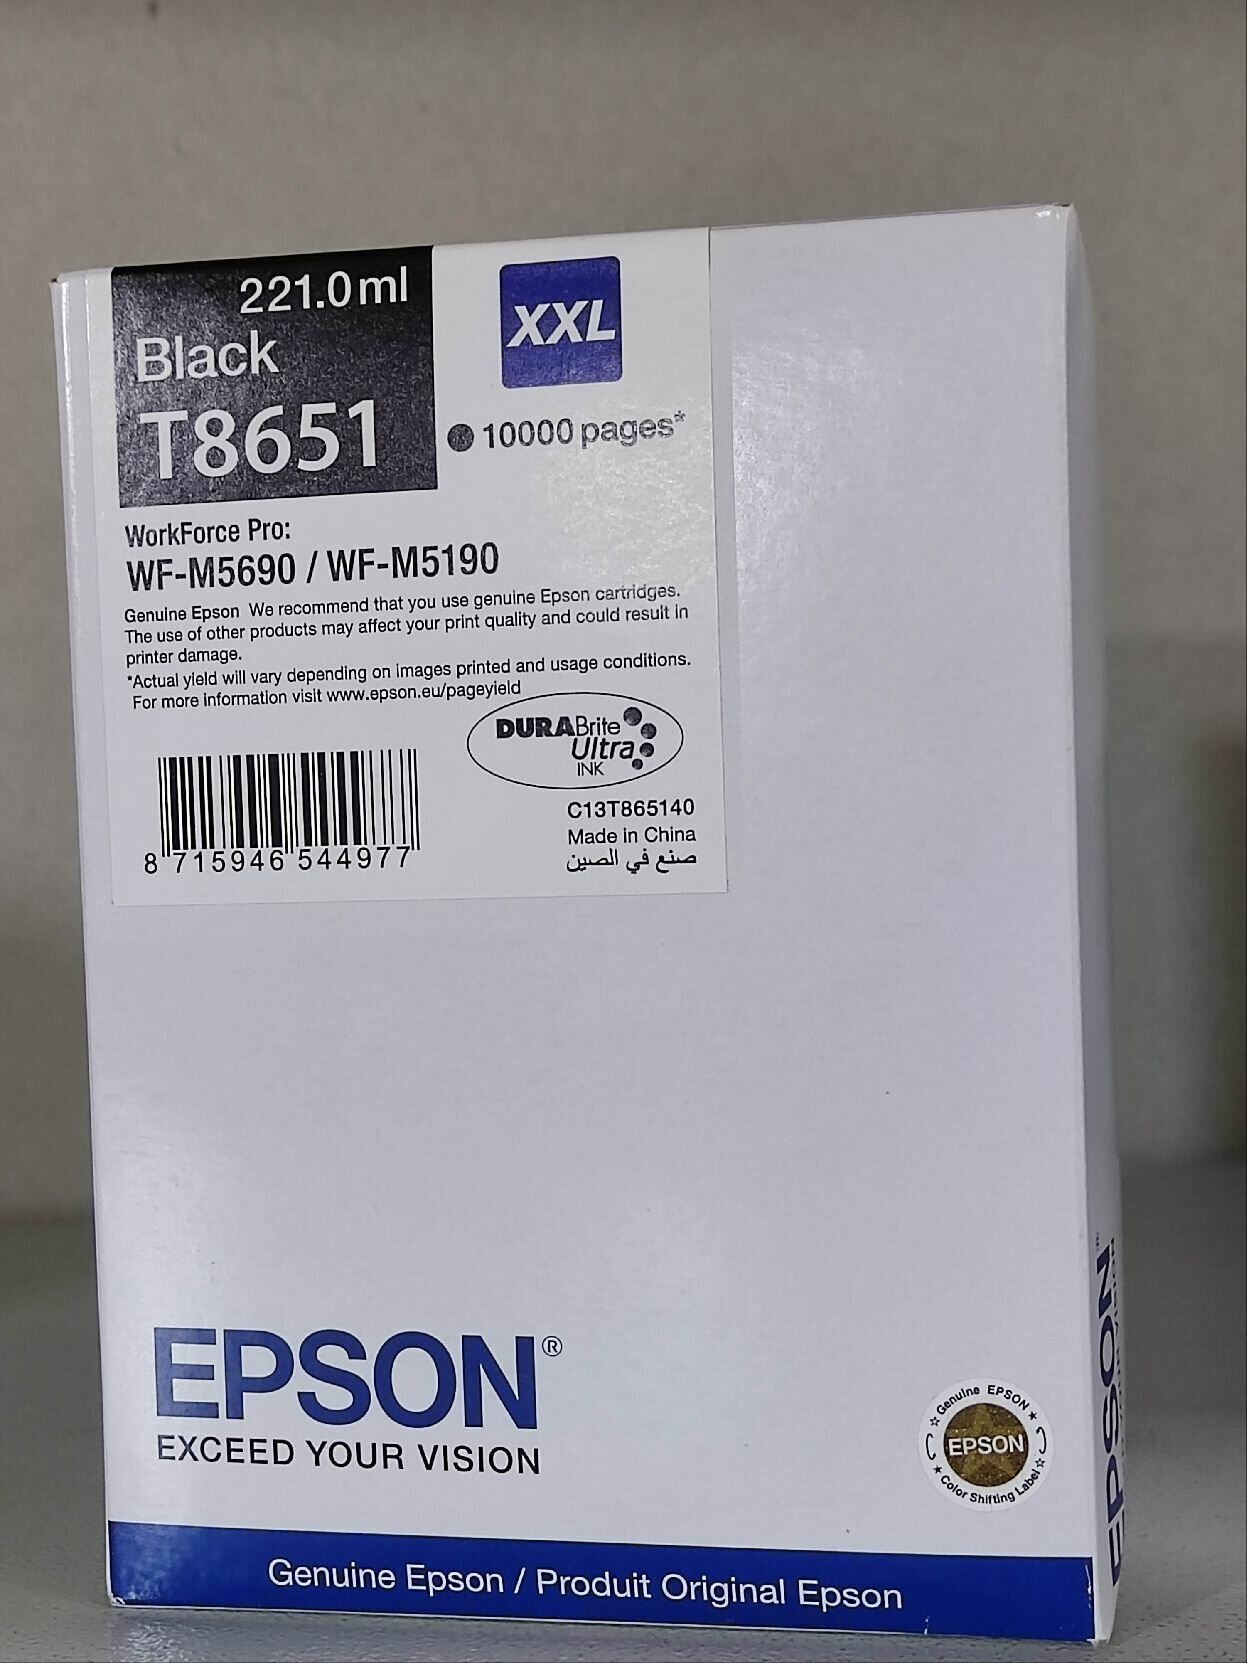 221.0ml
Black
T8651
XXL
10000 pages*
WorkForce Pro:
WF-M5690 / WF-M5190
Genuine Epson We recommend that you use genuine Epson cartridges.
The use of other products may affect your print quality and could result in
printer damage.
*Actual yield will vary depending on images printed and usage conditions.
For more information visit www.epson.eu/pageyield
DURABrite
Ultra
INK
8 715946 544977
C13T865140
Made in China
صنع في الصين
EPSON®
EXCEED YOUR VISION
Genuine EPSON
EPSON
Color Shifting Label
Genuine Epson / Produit Original Epson
EPSON